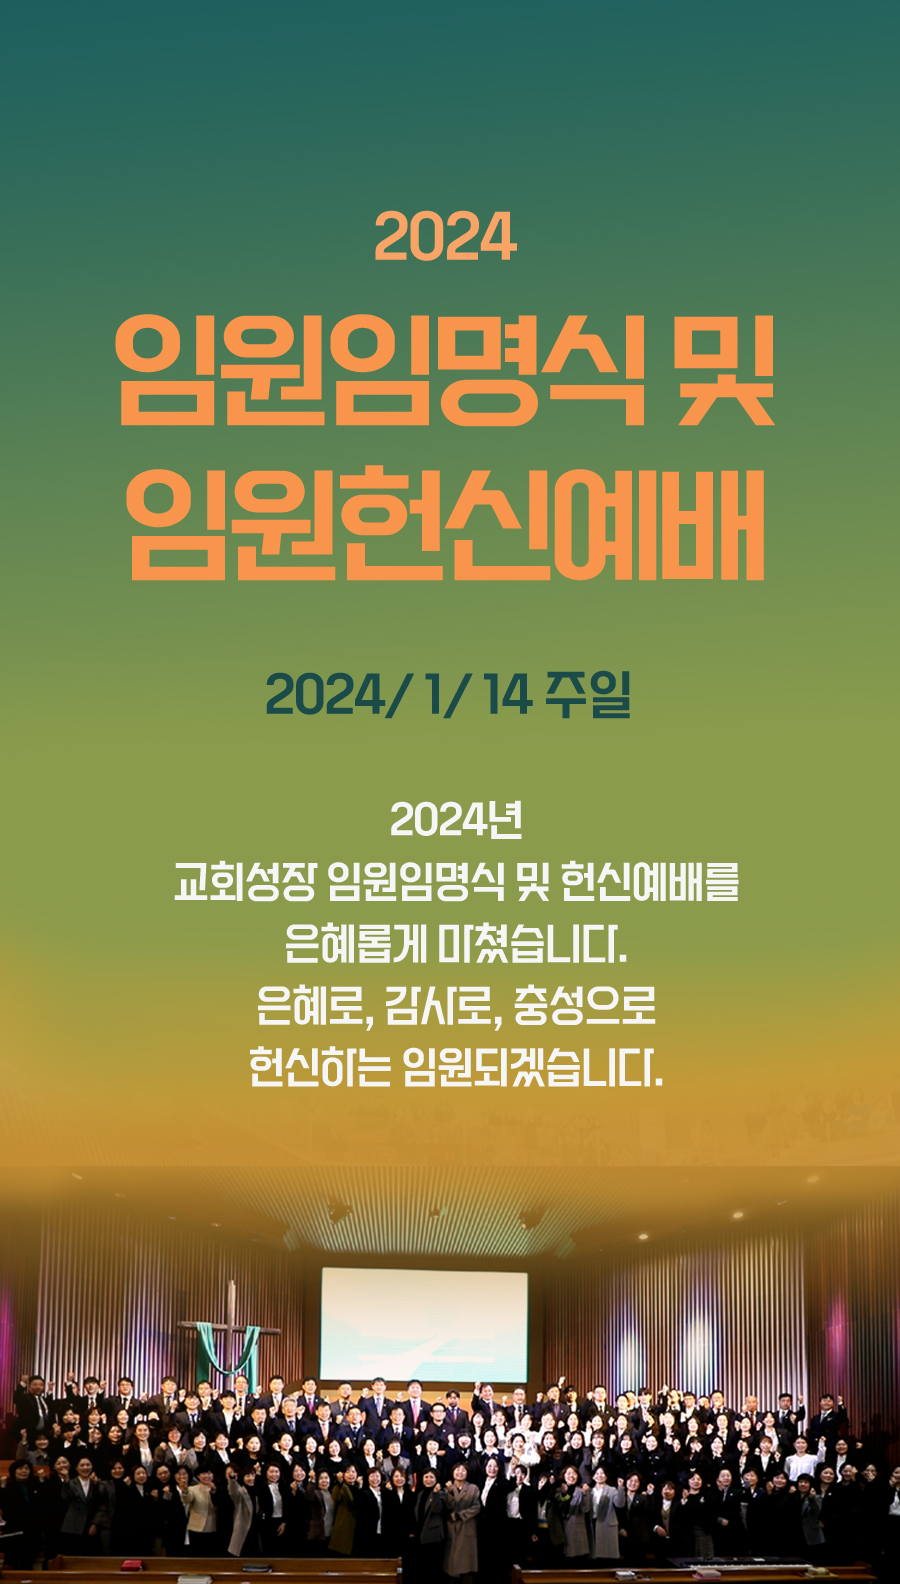 2024
임원임명식 및
임원헌신예배
2024/ 1/ 14 주일
2024년
교회성장 임원임명식 및 헌신예배를
은혜롭게 마쳤습니다.
은혜로, 감사로, 충성으로
헌신하는 임원되겠습니다.